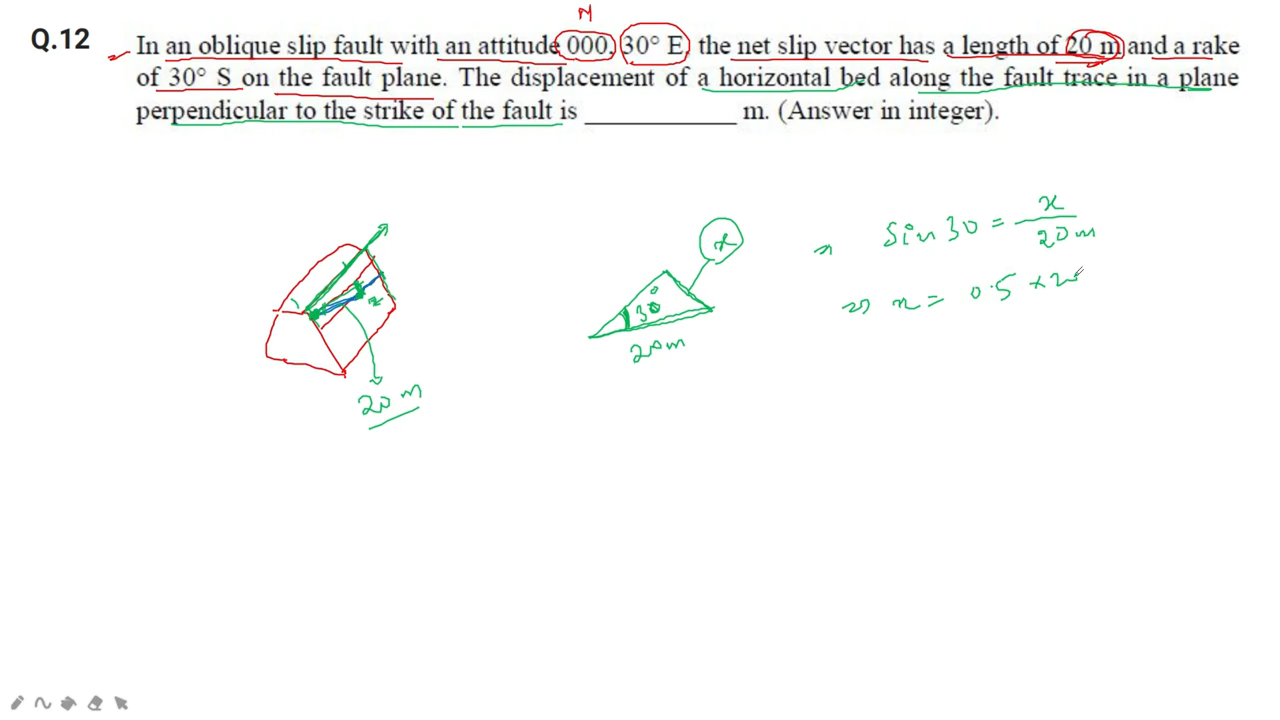 N
Q.12 In an oblique slip fault with an attitude 000, 30° E, the net slip vector has a length of 20 m and a rake
of 30° S on the fault plane. The displacement of a horizontal bed along the fault trace in a plane
perpendicular to the strike of the fault is ____________ m. (Answer in integer).
x
20 m
x
30°
20m
⇒ Sin 30 = x / 20m
⇒ x = 0.5 × 20